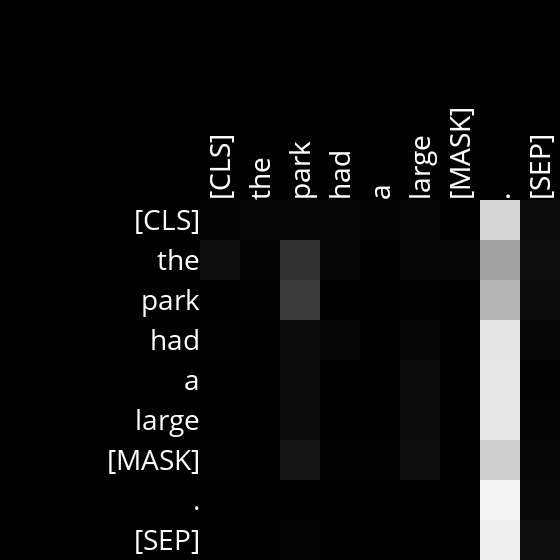 [CLS] the park had a large [MASK] . [SEP]
[CLS]
the
park
had
a
large
[MASK]
.
[SEP]